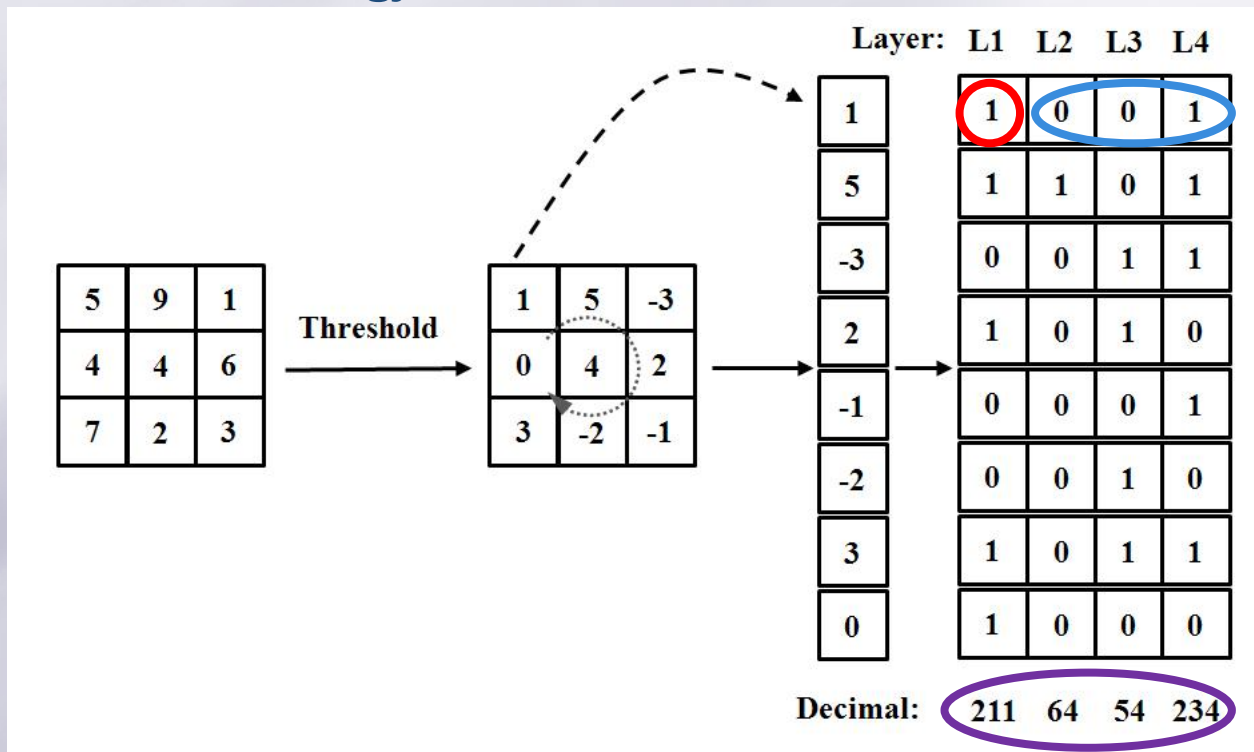 Layer: L1 L2 L3 L4
1 1 0 0 1
5 1 1 0 1
-3 0 0 1 1
2 1 0 1 0
-1 0 0 0 1
-2 0 0 1 0
3 1 0 1 1
0 1 0 0 0
Decimal: 211 64 54 234
5 9 1
4 4 6
7 2 3
Threshold
1 5 -3
0 4 2
3 -2 -1